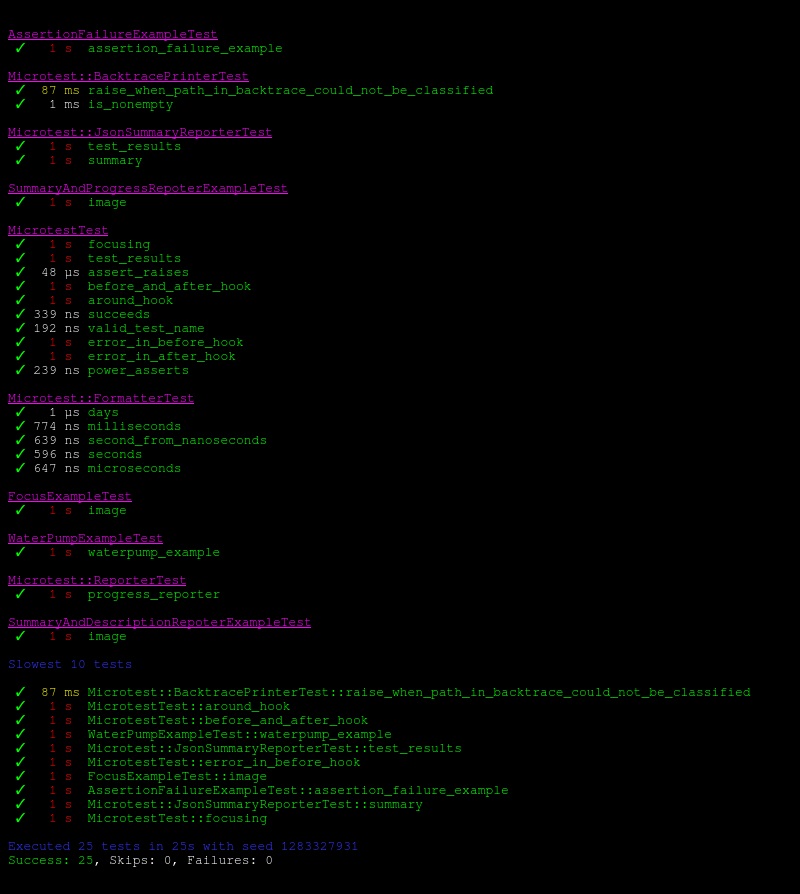 AssertionFailureExampleTest
✓ 1 s assertion_failure_example
Microtest::BacktracePrinterTest
✓ 87 ms raise_when_path_in_backtrace_could_not_be_classified
✓ 1 ms is_nonempty
Microtest::JsonSummaryReporterTest
✓ 1 s test_results
✓ 1 s summary
SummaryAndProgressRepoterExampleTest
✓ 1 s image
MicrotestTest
✓ 1 s focusing
✓ 1 s test_results
✓ 48 µs assert_raises
✓ 1 s before_and_after_hook
✓ 1 s around_hook
✓ 339 ns succeeds
✓ 192 ns valid_test_name
✓ 1 s error_in_before_hook
✓ 1 s error_in_after_hook
✓ 239 ns power_asserts
Microtest::FormatterTest
✓ 1 µs days
✓ 774 ns milliseconds
✓ 639 ns second_from_nanoseconds
✓ 596 ns seconds
✓ 647 ns microseconds
FocusExampleTest
✓ 1 s image
WaterPumpExampleTest
✓ 1 s waterpump_example
Microtest::ReporterTest
✓ 1 s progress_reporter
SummaryAndDescriptionRepoterExampleTest
✓ 1 s image
Slowest 10 tests
✓ 87 ms Microtest::BacktracePrinterTest::raise_when_path_in_backtrace_could_not_be_classified
✓ 1 s MicrotestTest::around_hook
✓ 1 s MicrotestTest::before_and_after_hook
✓ 1 s WaterPumpExampleTest::waterpump_example
✓ 1 s Microtest::JsonSummaryReporterTest::test_results
✓ 1 s MicrotestTest::error_in_before_hook
✓ 1 s FocusExampleTest::image
✓ 1 s AssertionFailureExampleTest::assertion_failure_example
✓ 1 s Microtest::JsonSummaryReporterTest::summary
✓ 1 s MicrotestTest::focusing
Executed 25 tests in 25s with seed 1283327931
Success: 25, Skips: 0, Failures: 0